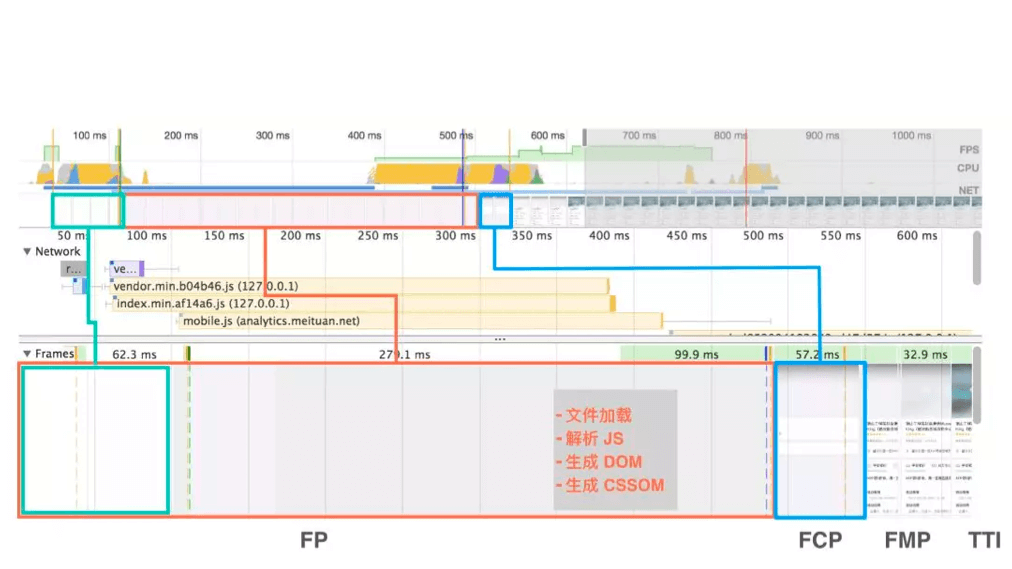 100 ms 200 ms 300 ms 400 ms 500 ms 600 ms 700 ms 800 ms 900 ms 1000 ms
FPS
CPU
NET
50 ms 100 ms 150 ms 200 ms 250 ms 300 ms 350 ms 400 ms 450 ms 500 ms 550 ms 600 ms
▼ Network
r... ve...
vendor.min.b04b46.js (127.0.0.1)
index.min.af14a6.js (127.0.0.1)
mobile.js (analytics.meituan.net)
...
▼ Frames 62.3 ms 279.1 ms 99.9 ms 57.2 ms 32.9 ms
- 文件加载
- 解析 JS
- 生成 DOM
- 生成 CSSOM
FP FCP FMP TTI